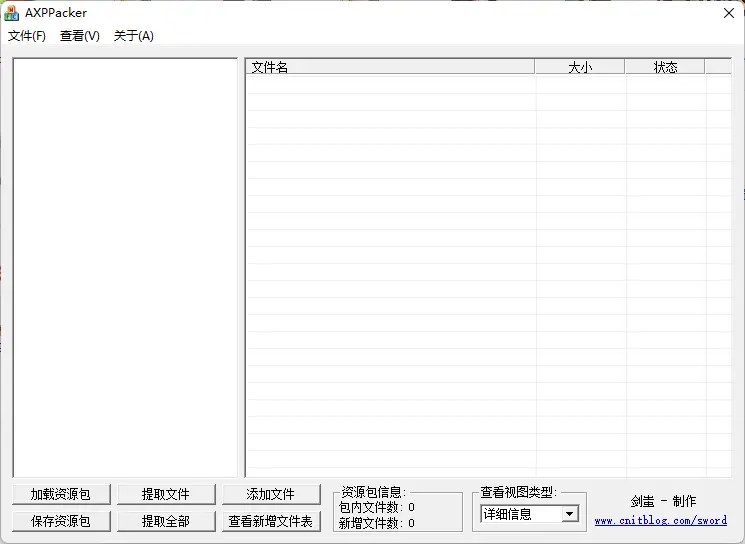 AXPPacker
文件(F) 查看(V) 关于(A)
文件名 大小 状态
加载资源包 提取文件 添加文件
保存资源包 提取全部 查看新增文件表
资源包信息:
包内文件数: 0
新增文件数: 0
查看视图类型:
详细信息
剑蚩 - 制作
www.cnitblog.com/sword